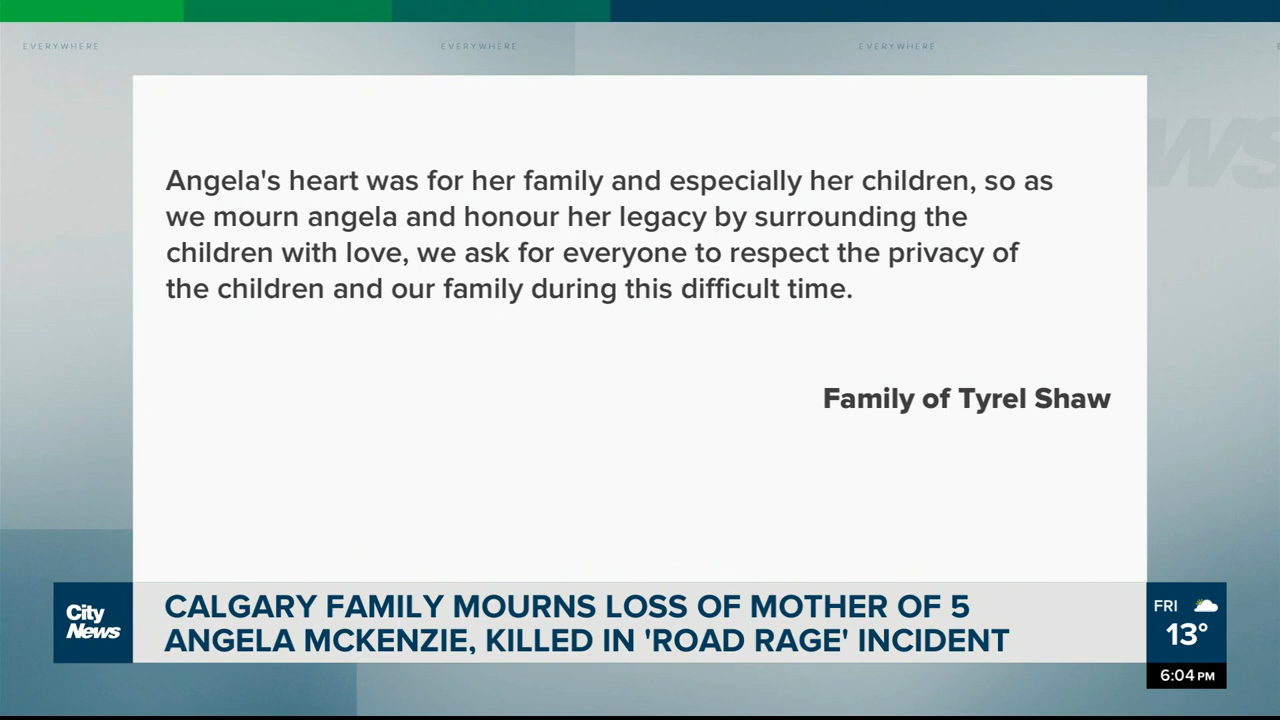 EVERYWHERE EVERYWHERE EVERYWHERE
WS
Angela's heart was for her family and especially her children, so as
we mourn angela and honour her legacy by surrounding the
children with love, we ask for everyone to respect the privacy of
the children and our family during this difficult time.
Family of Tyrel Shaw
City
News
CALGARY FAMILY MOURNS LOSS OF MOTHER OF 5
ANGELA MCKENZIE, KILLED IN 'ROAD RAGE' INCIDENT
FRI
13°
6:04 PM